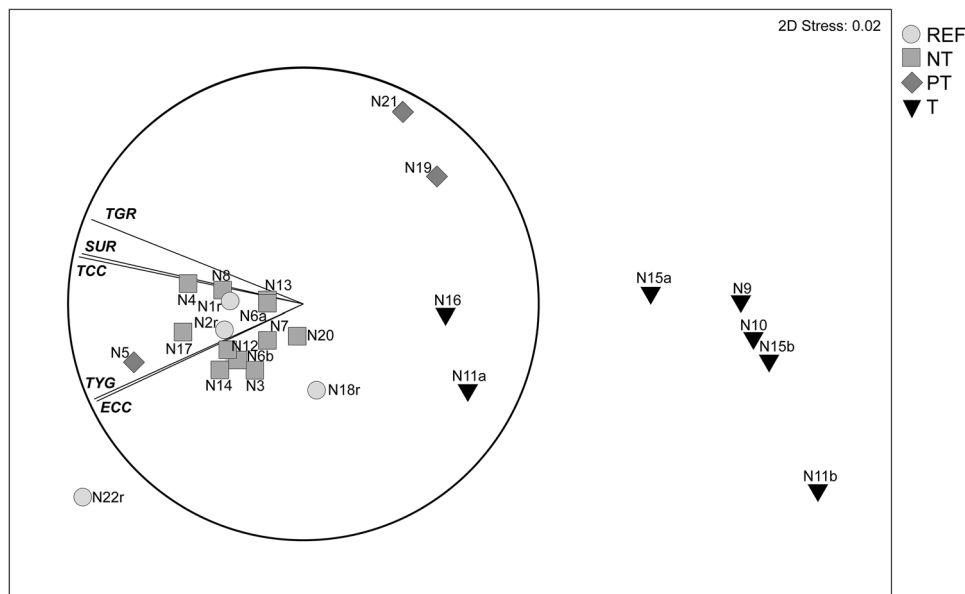 2D Stress: 0.02
REF
NT
PT
T
N21
N19
TGR
SUR
TCC
N8
N13
N4
N1r
N6a
N15a
N9
N16
N2r
N7
N20
N10
N17
N12
N15b
N5
N6b
N11a
TYG
N14
N3
N18r
ECC
N11b
N22r